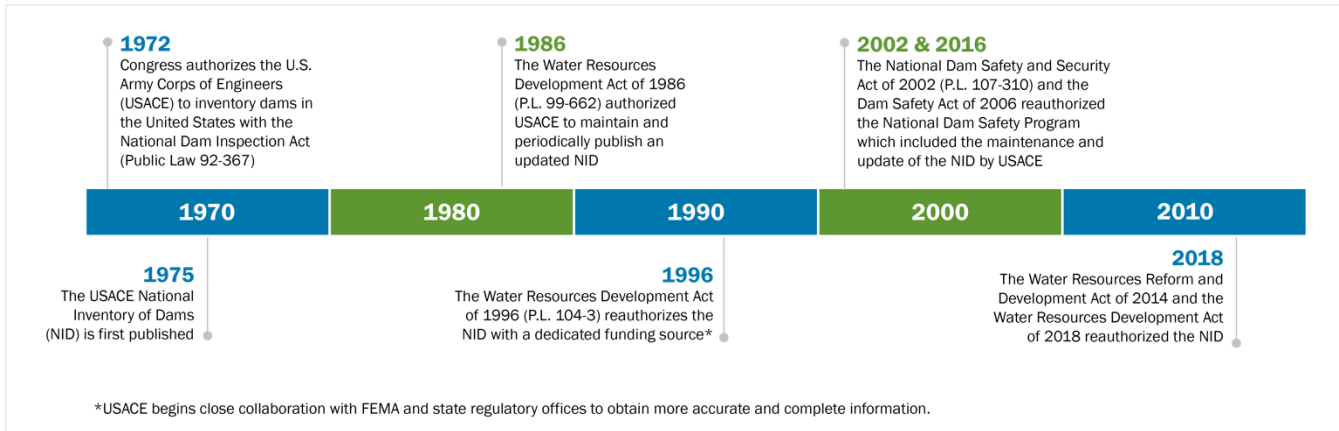 1972
Congress authorizes the U.S.
Army Corps of Engineers
(USACE) to inventory dams in
the United States with the
National Dam Inspection Act
(Public Law 92-367)
1986
The Water Resources
Development Act of 1986
(P.L. 99-662) authorized
USACE to maintain and
periodically publish an
updated NID
2002 & 2016
The National Dam Safety and Security
Act of 2002 (P.L. 107-310) and the
Dam Safety Act of 2006 reauthorized
the National Dam Safety Program
which included the maintenance and
update of the NID by USACE
1970
1980
1990
2000
2010
1975
The USACE National
Inventory of Dams
(NID) is first published
1996
The Water Resources Development Act
of 1996 (P.L. 104-3) reauthorizes the
NID with a dedicated funding source*
2018
The Water Resources Reform and
Development Act of 2014 and the
Water Resources Development Act
of 2018 reauthorized the NID
*USACE begins close collaboration with FEMA and state regulatory offices to obtain more accurate and complete information.